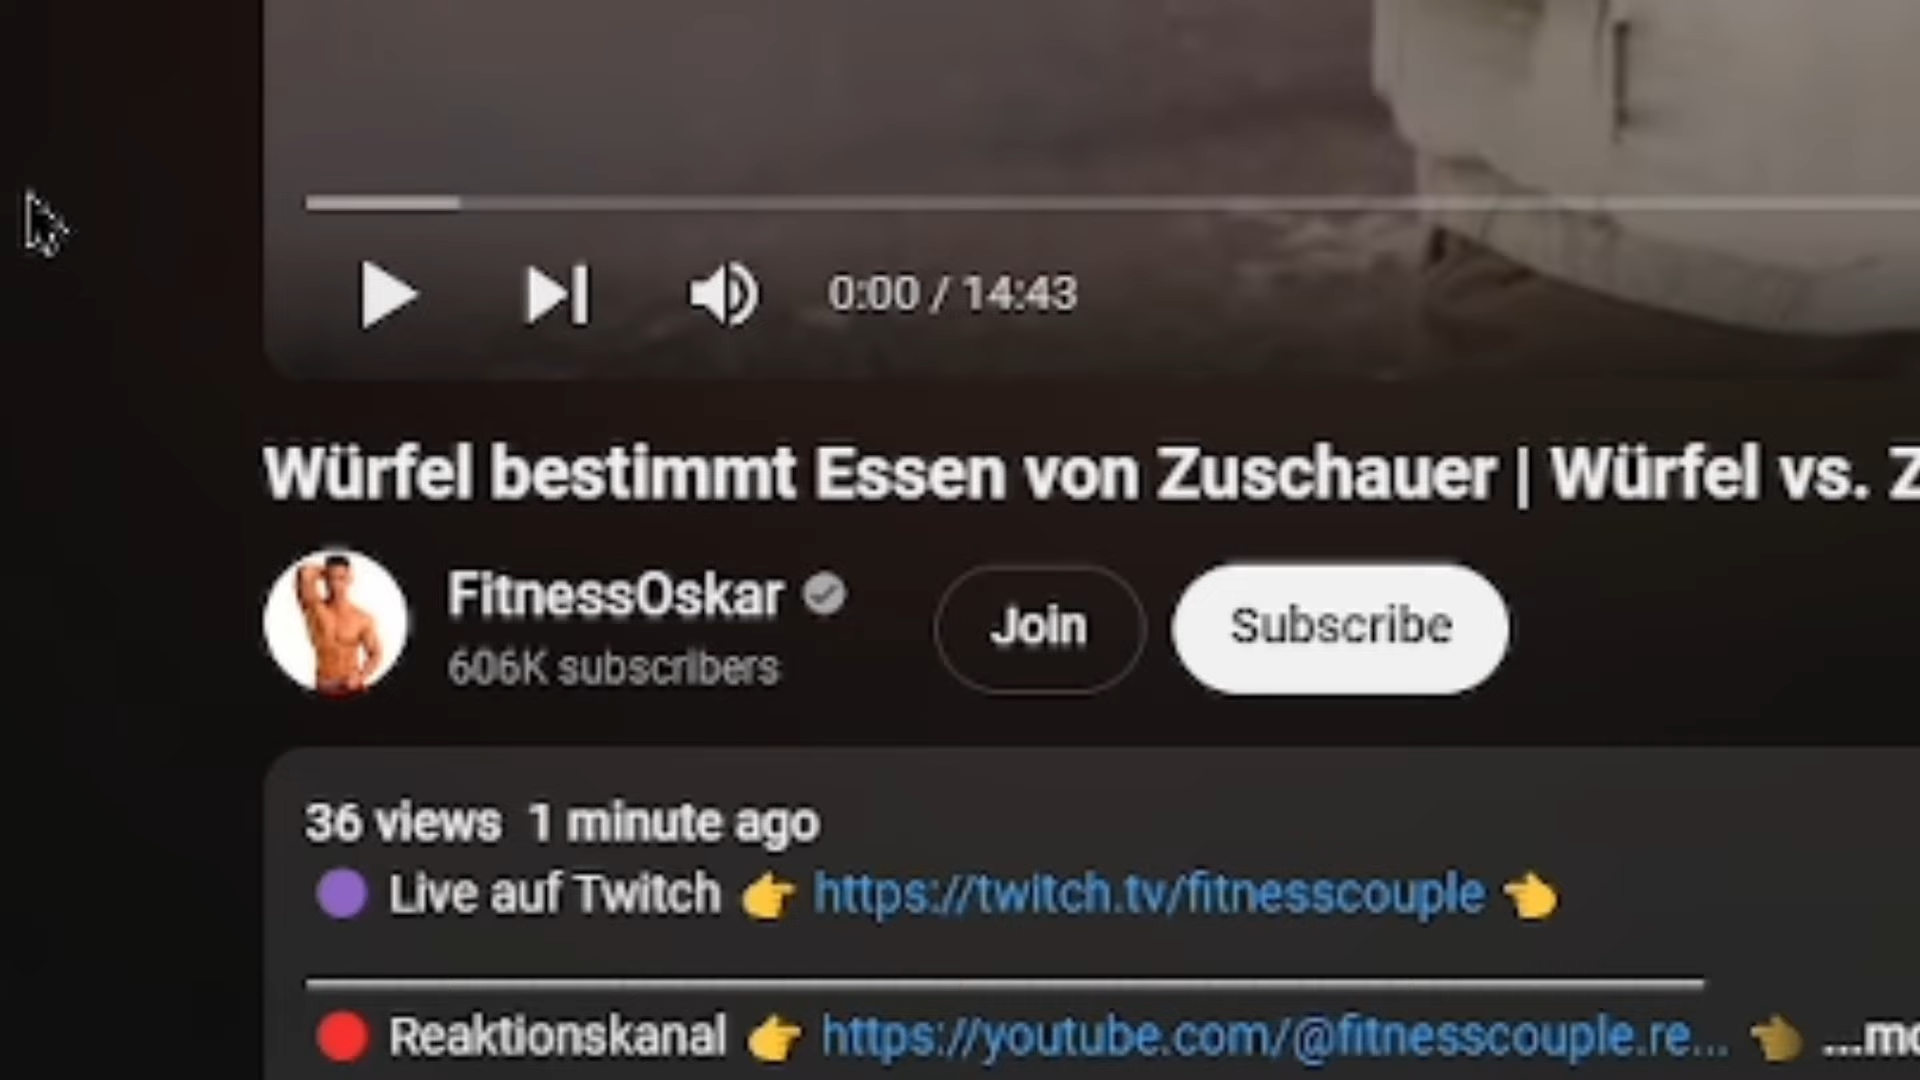 0:00 / 14:43
Würfel bestimmt Essen von Zuschauer | Würfel vs. Z
FitnessOskar
Join
Subscribe
606K subscribers
36 views 1 minute ago
Live auf Twitch 👉 https://twitch.tv/fitnesscouple 👈
Reaktionskanal 👉 https://youtube.com/@fitnesscouple.re... 👈 ...mo